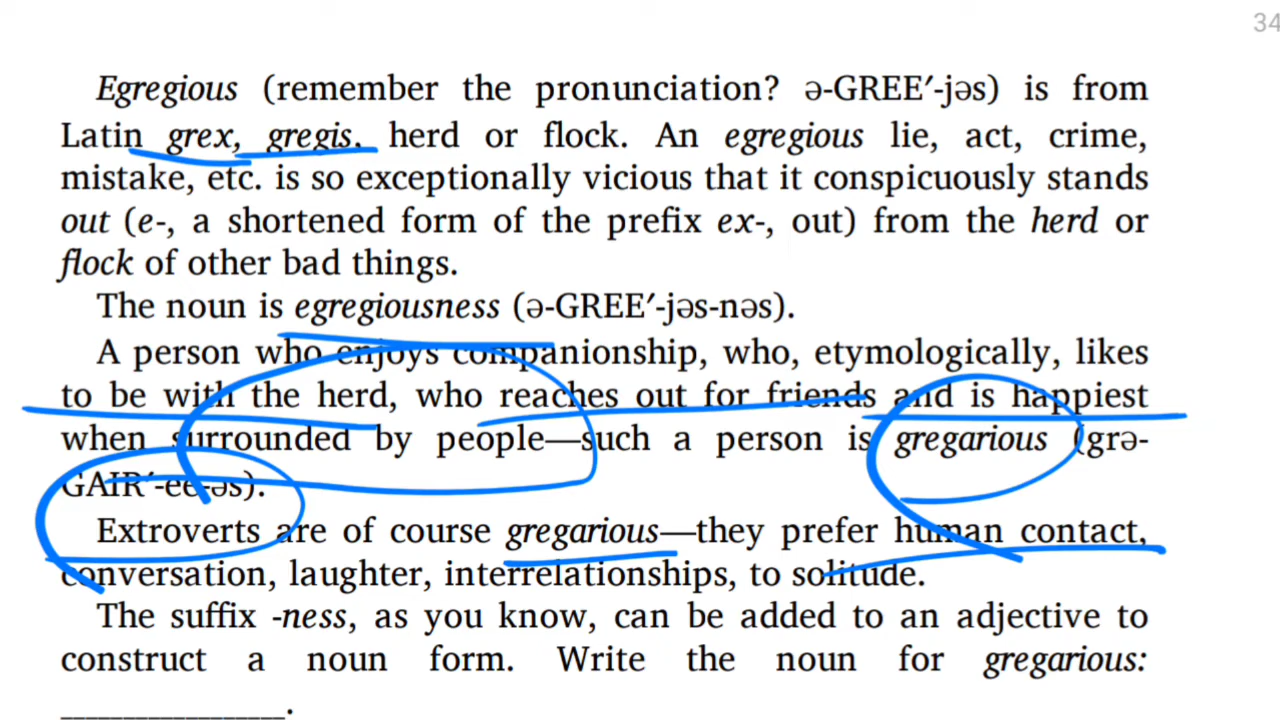 34
Egregious (remember the pronunciation? ə-GREE′-jəs) is from
Latin grex, gregis, herd or flock. An egregious lie, act, crime,
mistake, etc. is so exceptionally vicious that it conspicuously stands
out (e-, a shortened form of the prefix ex-, out) from the herd or
flock of other bad things.
The noun is egregiousness (ə-GREE′-jəs-nəs).
A person who enjoys companionship, who, etymologically, likes
to be with the herd, who reaches out for friends and is happiest
when surrounded by people—such a person is gregarious (grə-
GAIR′-ee-əs).
Extroverts are of course gregarious—they prefer human contact,
conversation, laughter, interrelationships, to solitude.
The suffix -ness, as you know, can be added to an adjective to
construct a noun form. Write the noun for gregarious:
_________________.